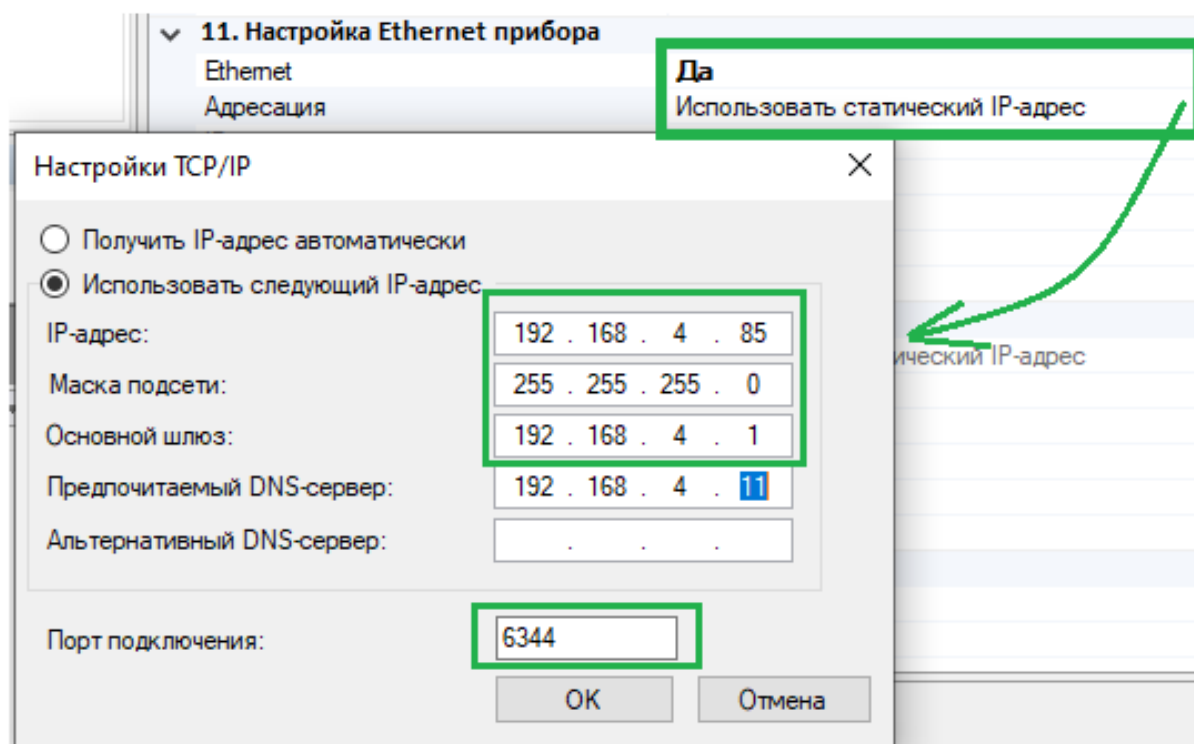 11. Настройка Ethernet прибора
Ethernet Да
Адресация Использовать статический IP-адрес
Настройки TCP/IP
Получить IP-адрес автоматически
Использовать следующий IP-адрес
IP-адрес: 192 . 168 . 4 . 85
ический IP-адрес
Маска подсети: 255 . 255 . 255 . 0
Основной шлюз: 192 . 168 . 4 . 1
Предпочитаемый DNS-сервер: 192 . 168 . 4 . 11
Альтернативный DNS-сервер: . . .
Порт подключения: 6344
OK Отмена